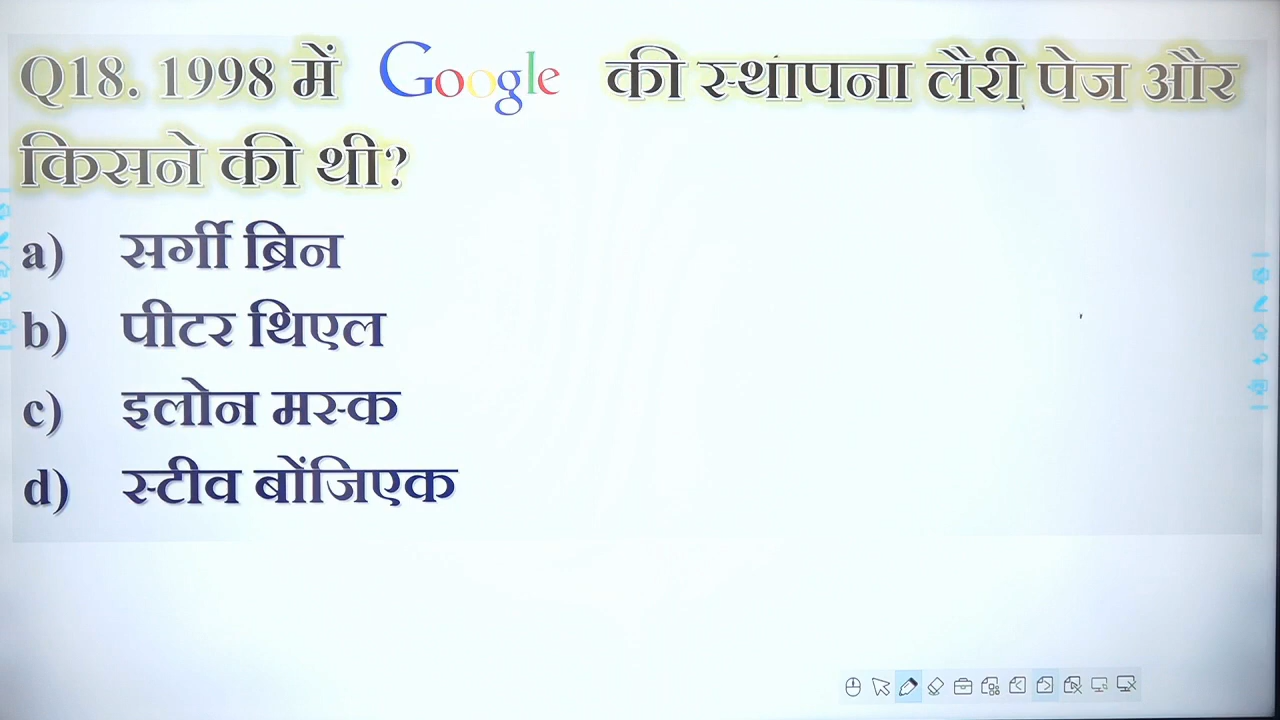 Q18. 1998 में Google की स्थापना लैरी पेज और
किसने की थी?
a) सर्गी ब्रिन
b) पीटर थिएल
c) इलोन मस्क
d) स्टीव बोंजिएक